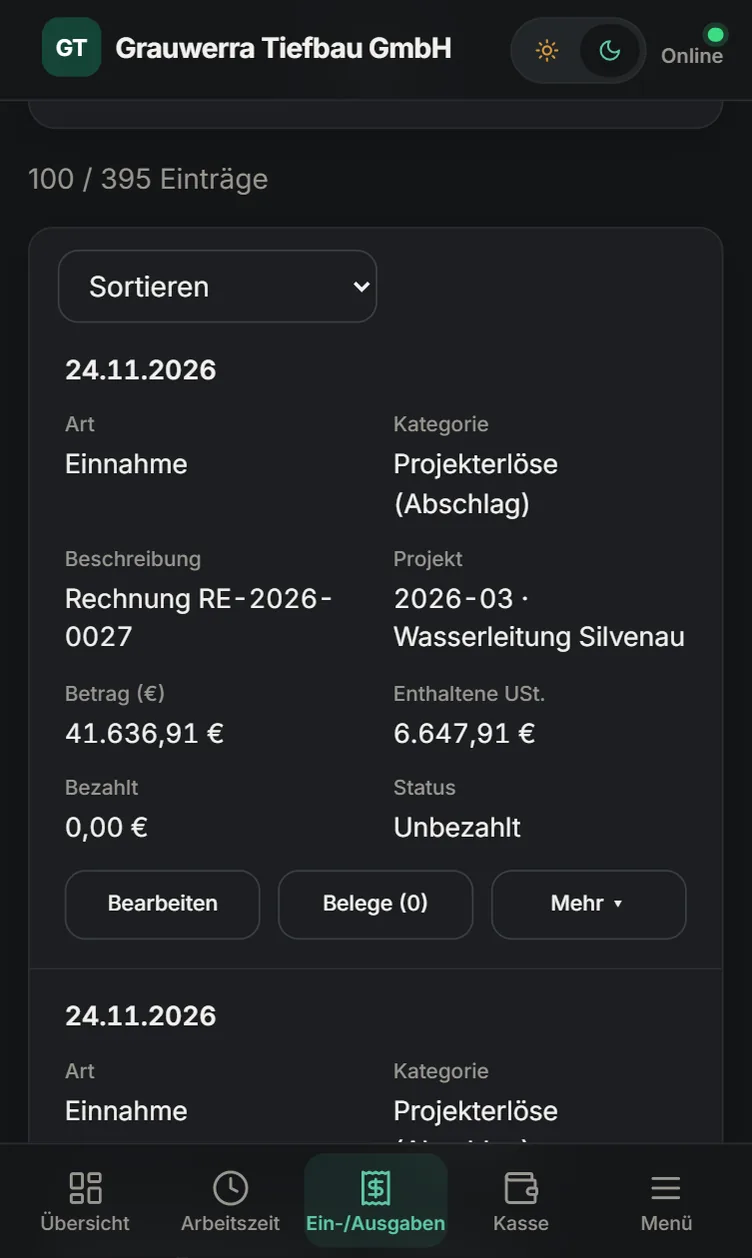 GT Grauwerra Tiefbau GmbH Online
100 / 395 Einträge
Sortieren
24.11.2026
Art Kategorie
Einnahme Projekterlöse
(Abschlag)
Beschreibung Projekt
Rechnung RE-2026- 2026-03 ·
0027 Wasserleitung Silvenau
Betrag (€) Enthaltene USt.
41.636,91 € 6.647,91 €
Bezahlt Status
0,00 € Unbezahlt
Bearbeiten Belege (0) Mehr ▾
24.11.2026
Art Kategorie
Einnahme Projekterlöse
Übersicht Arbeitszeit Ein-/Ausgaben Kasse Menü